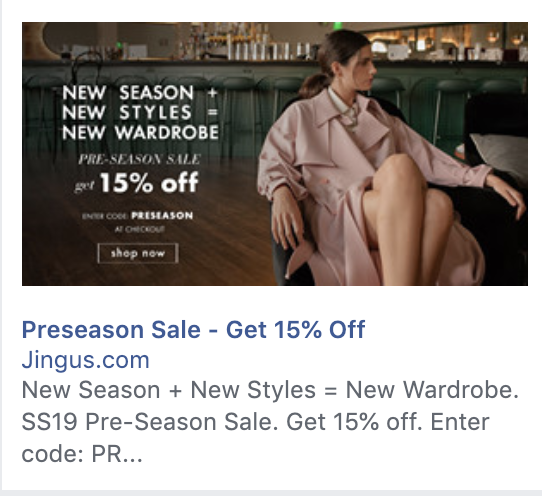 NEW SEASON +
NEW STYLES =
NEW WARDROBE
PRE-SEASON SALE
get 15% off
ENTER CODE: PRESEASON
AT CHECKOUT
shop now
Preseason Sale - Get 15% Off
Jingus.com
New Season + New Styles = New Wardrobe.
SS19 Pre-Season Sale. Get 15% off. Enter
code: PR...